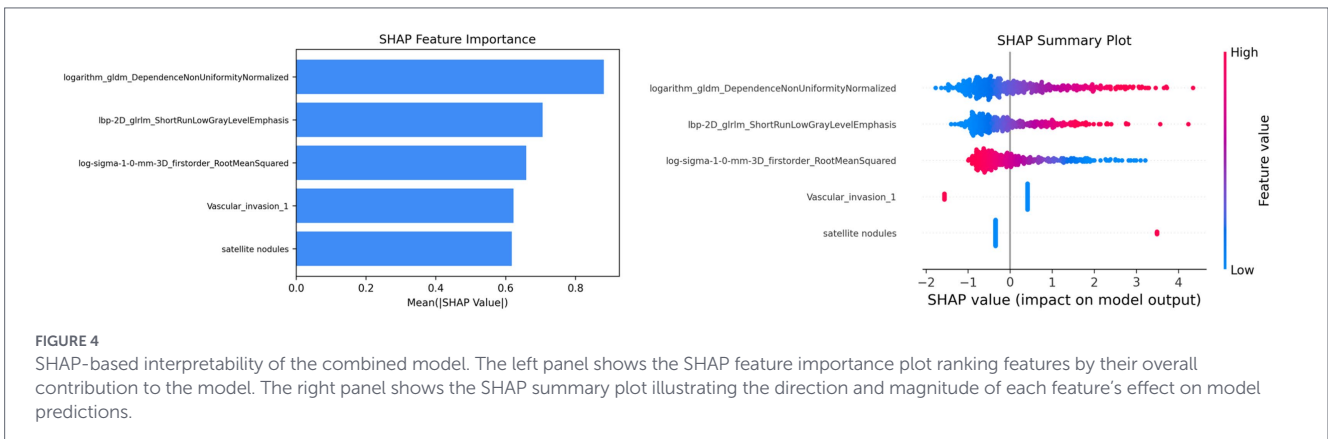 SHAP Feature Importance
logarithm_gldm_DependenceNonUniformityNormalized
lbp-2D_glrlm_ShortRunLowGrayLevelEmphasis
log-sigma-1-0-mm-3D_firstorder_RootMeanSquared
Vascular_invasion_1
satellite nodules
0.0 0.2 0.4 0.6 0.8
Mean(|SHAP Value|)
SHAP Summary Plot
High
logarithm_gldm_DependenceNonUniformityNormalized
lbp-2D_glrlm_ShortRunLowGrayLevelEmphasis
log-sigma-1-0-mm-3D_firstorder_RootMeanSquared
Vascular_invasion_1
satellite nodules
Feature value
Low
−2 −1 0 1 2 3 4
SHAP value (impact on model output)
FIGURE 4
SHAP-based interpretability of the combined model. The left panel shows the SHAP feature importance plot ranking features by their overall
contribution to the model. The right panel shows the SHAP summary plot illustrating the direction and magnitude of each feature's effect on model
predictions.